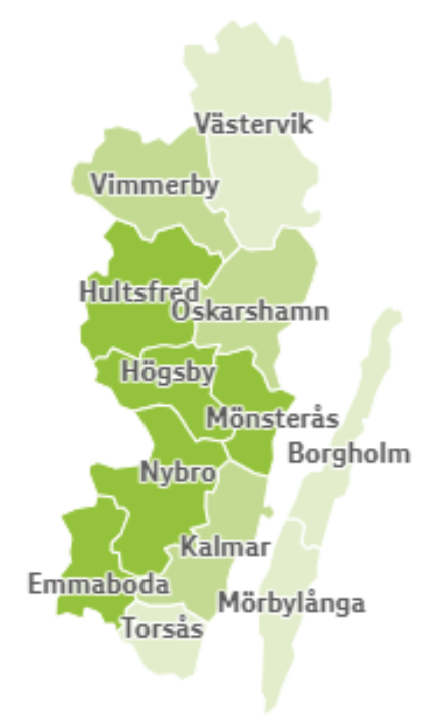 Västervik
Vimmerby
Hultsfred
Oskarshamn
Högsby
Mönsterås
Borgholm
Nybro
Kalmar
Emmaboda
Mörbylånga
Torsås